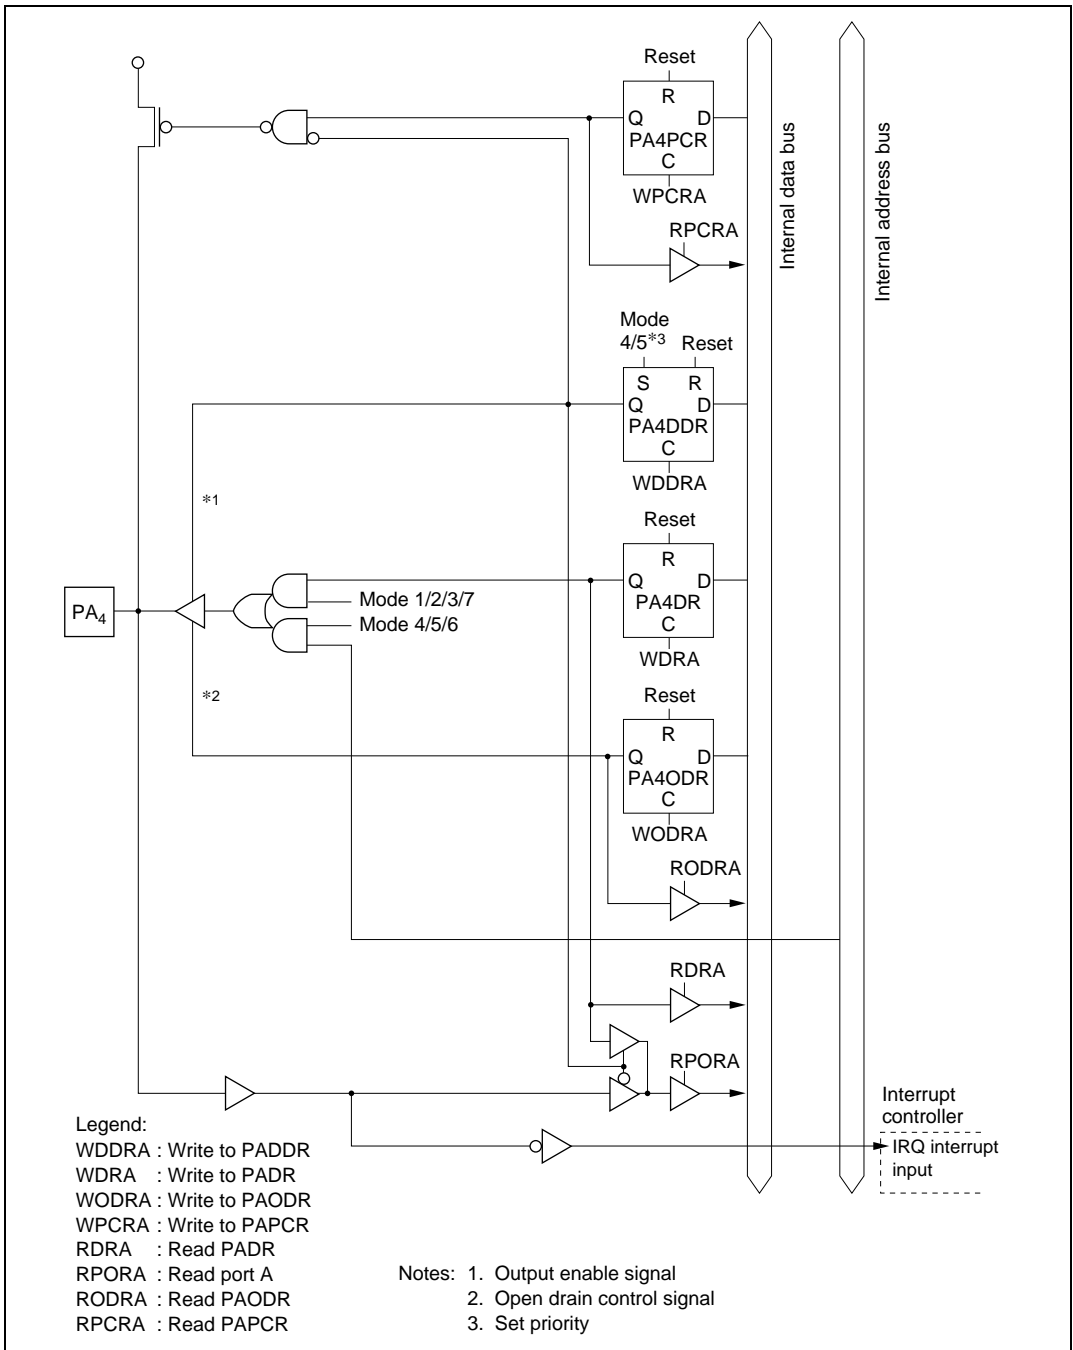 Reset
R
Q D
PA4PCR
C
WPCRA
RPCRA
Internal data bus
Internal address bus
Mode
4/5*3 Reset
S R
Q D
PA4DDR
C
WDDRA
*1
Reset
R
Q D
PA4DR
C
WDRA
Mode 1/2/3/7
Mode 4/5/6
PA4
*2
Reset
R
Q D
PA4ODR
C
WODRA
RODRA
RDRA
RPORA
Interrupt
controller
IRQ interrupt
input
Legend:
WDDRA : Write to PADDR
WDRA : Write to PADR
WODRA : Write to PAODR
WPCRA : Write to PAPCR
RDRA : Read PADR
RPORA : Read port A
RODRA : Read PAODR
RPCRA : Read PAPCR
Notes: 1. Output enable signal
2. Open drain control signal
3. Set priority